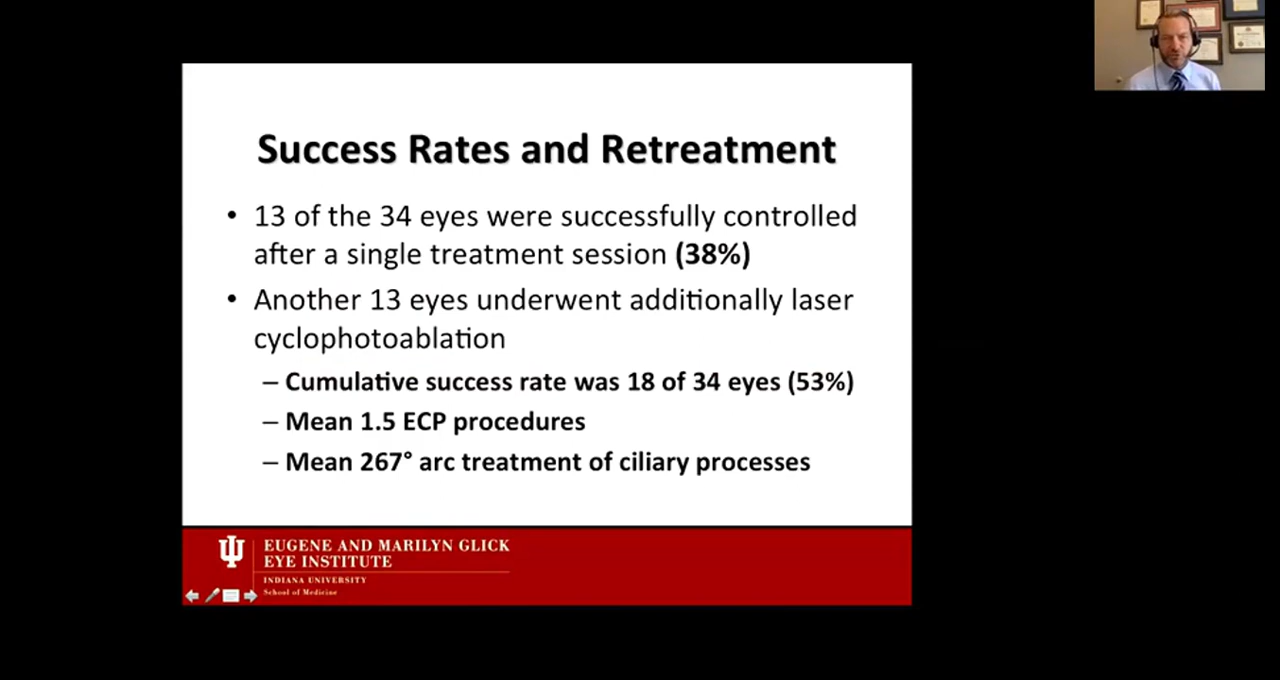 Success Rates and Retreatment
• 13 of the 34 eyes were successfully controlled
after a single treatment session (38%)
• Another 13 eyes underwent additionally laser
cyclophotoablation
– Cumulative success rate was 18 of 34 eyes (53%)
– Mean 1.5 ECP procedures
– Mean 267° arc treatment of ciliary processes
EUGENE AND MARILYN GLICK
EYE INSTITUTE
INDIANA UNIVERSITY
School of Medicine